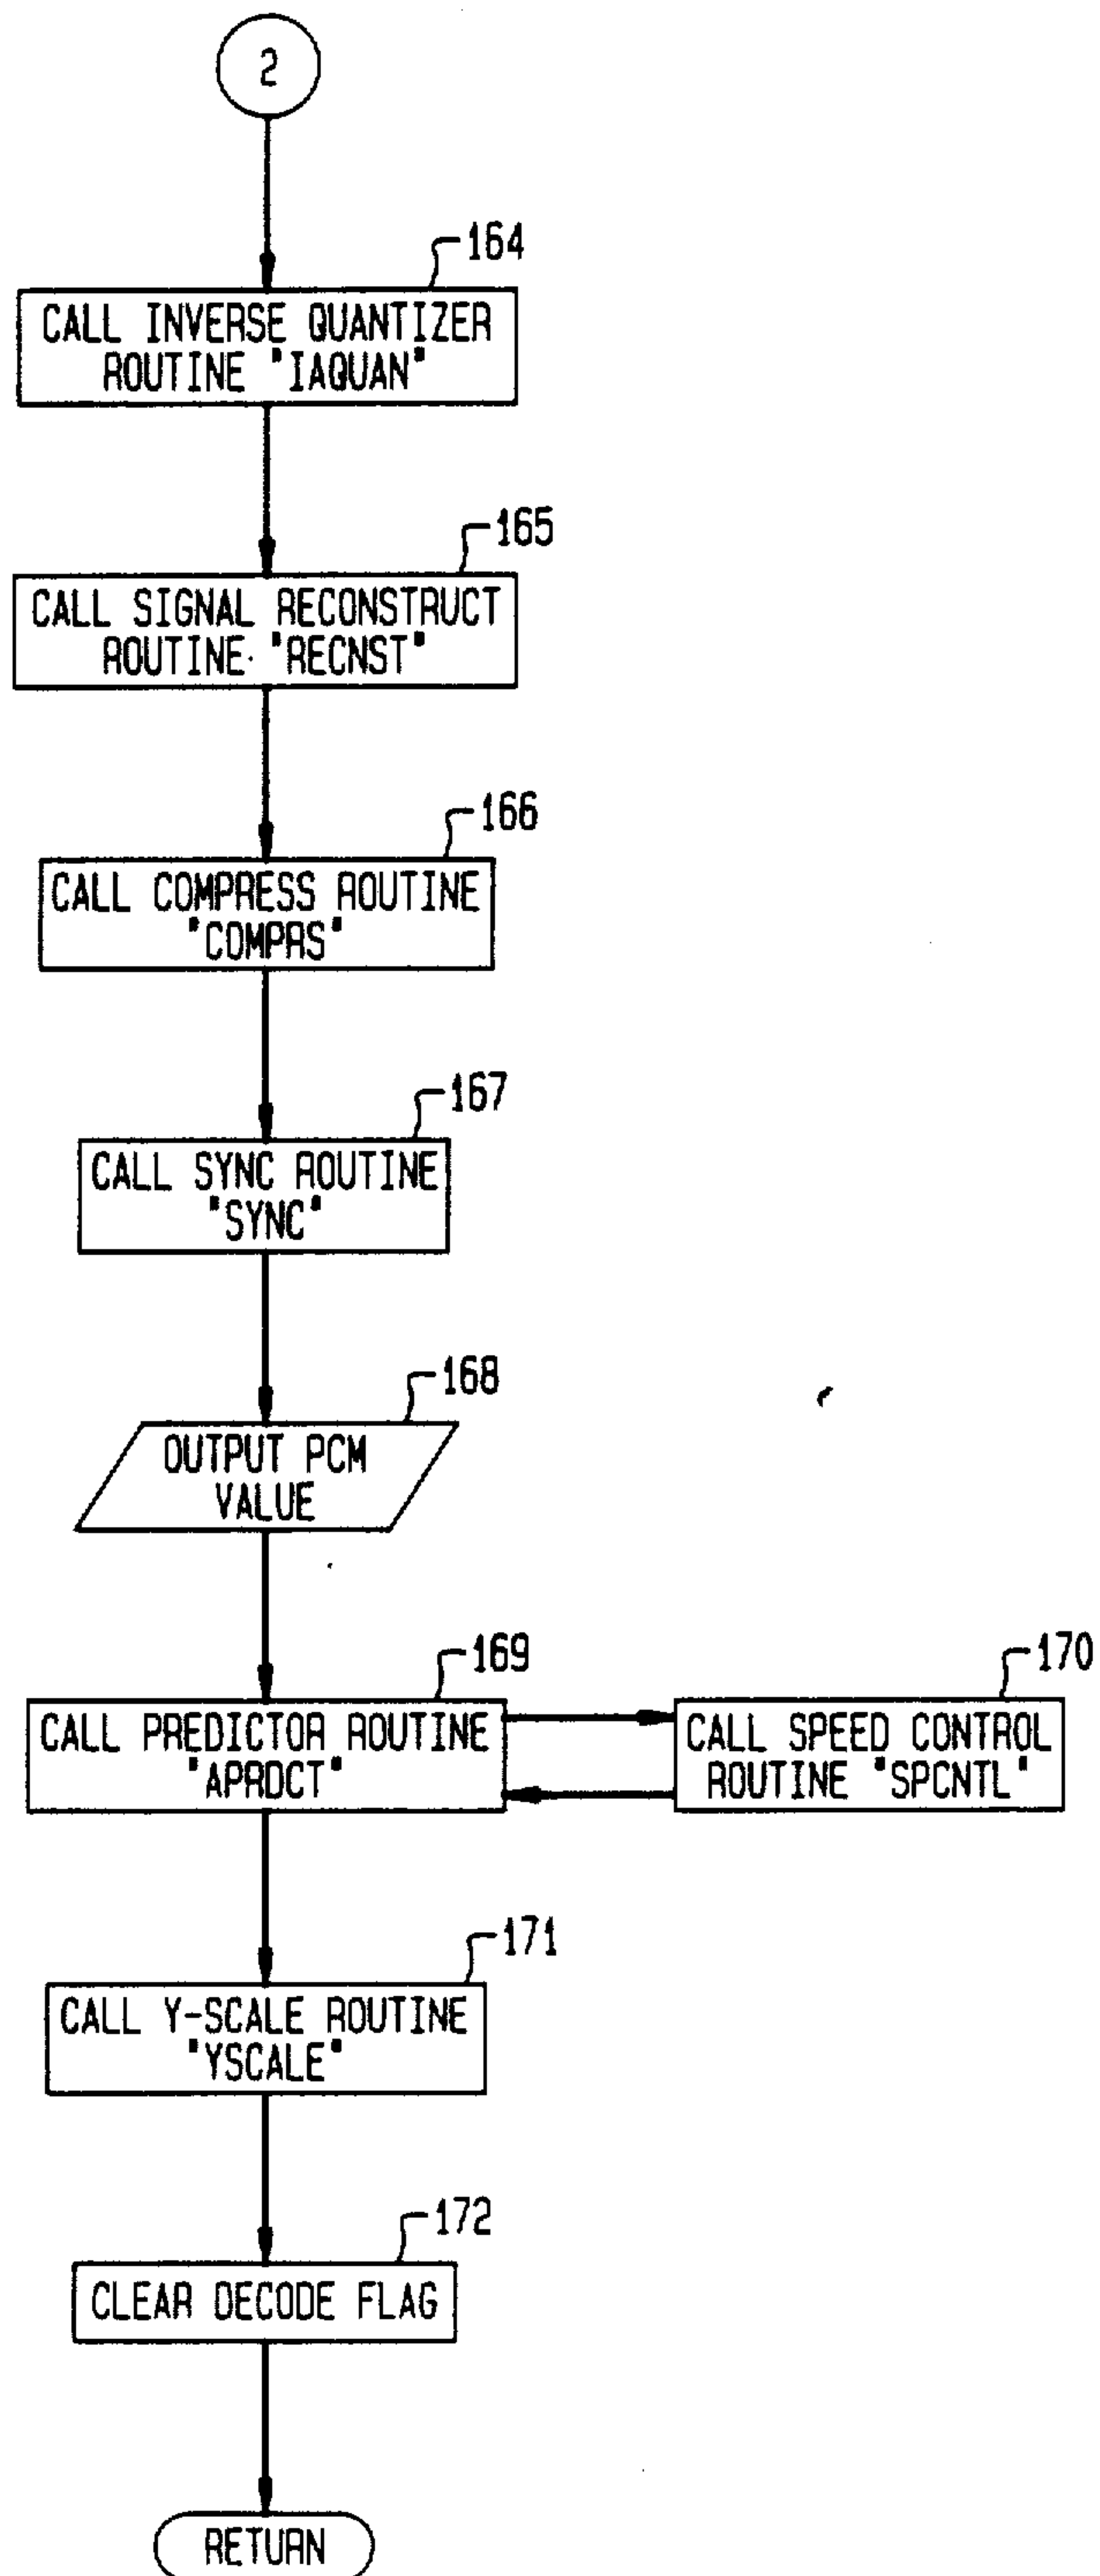 2
164
CALL INVERSE QUANTIZER
ROUTINE "IAQUAN"
165
CALL SIGNAL RECONSTRUCT
ROUTINE "RECNST"
166
CALL COMPRESS ROUTINE
"COMPRS"
167
CALL SYNC ROUTINE
"SYNC"
168
OUTPUT PCM
VALUE
169
CALL PREDICTOR ROUTINE
"APRDCT"
170
CALL SPEED CONTROL
ROUTINE "SPCNTL"
171
CALL Y-SCALE ROUTINE
"YSCALE"
172
CLEAR DECODE FLAG
RETURN